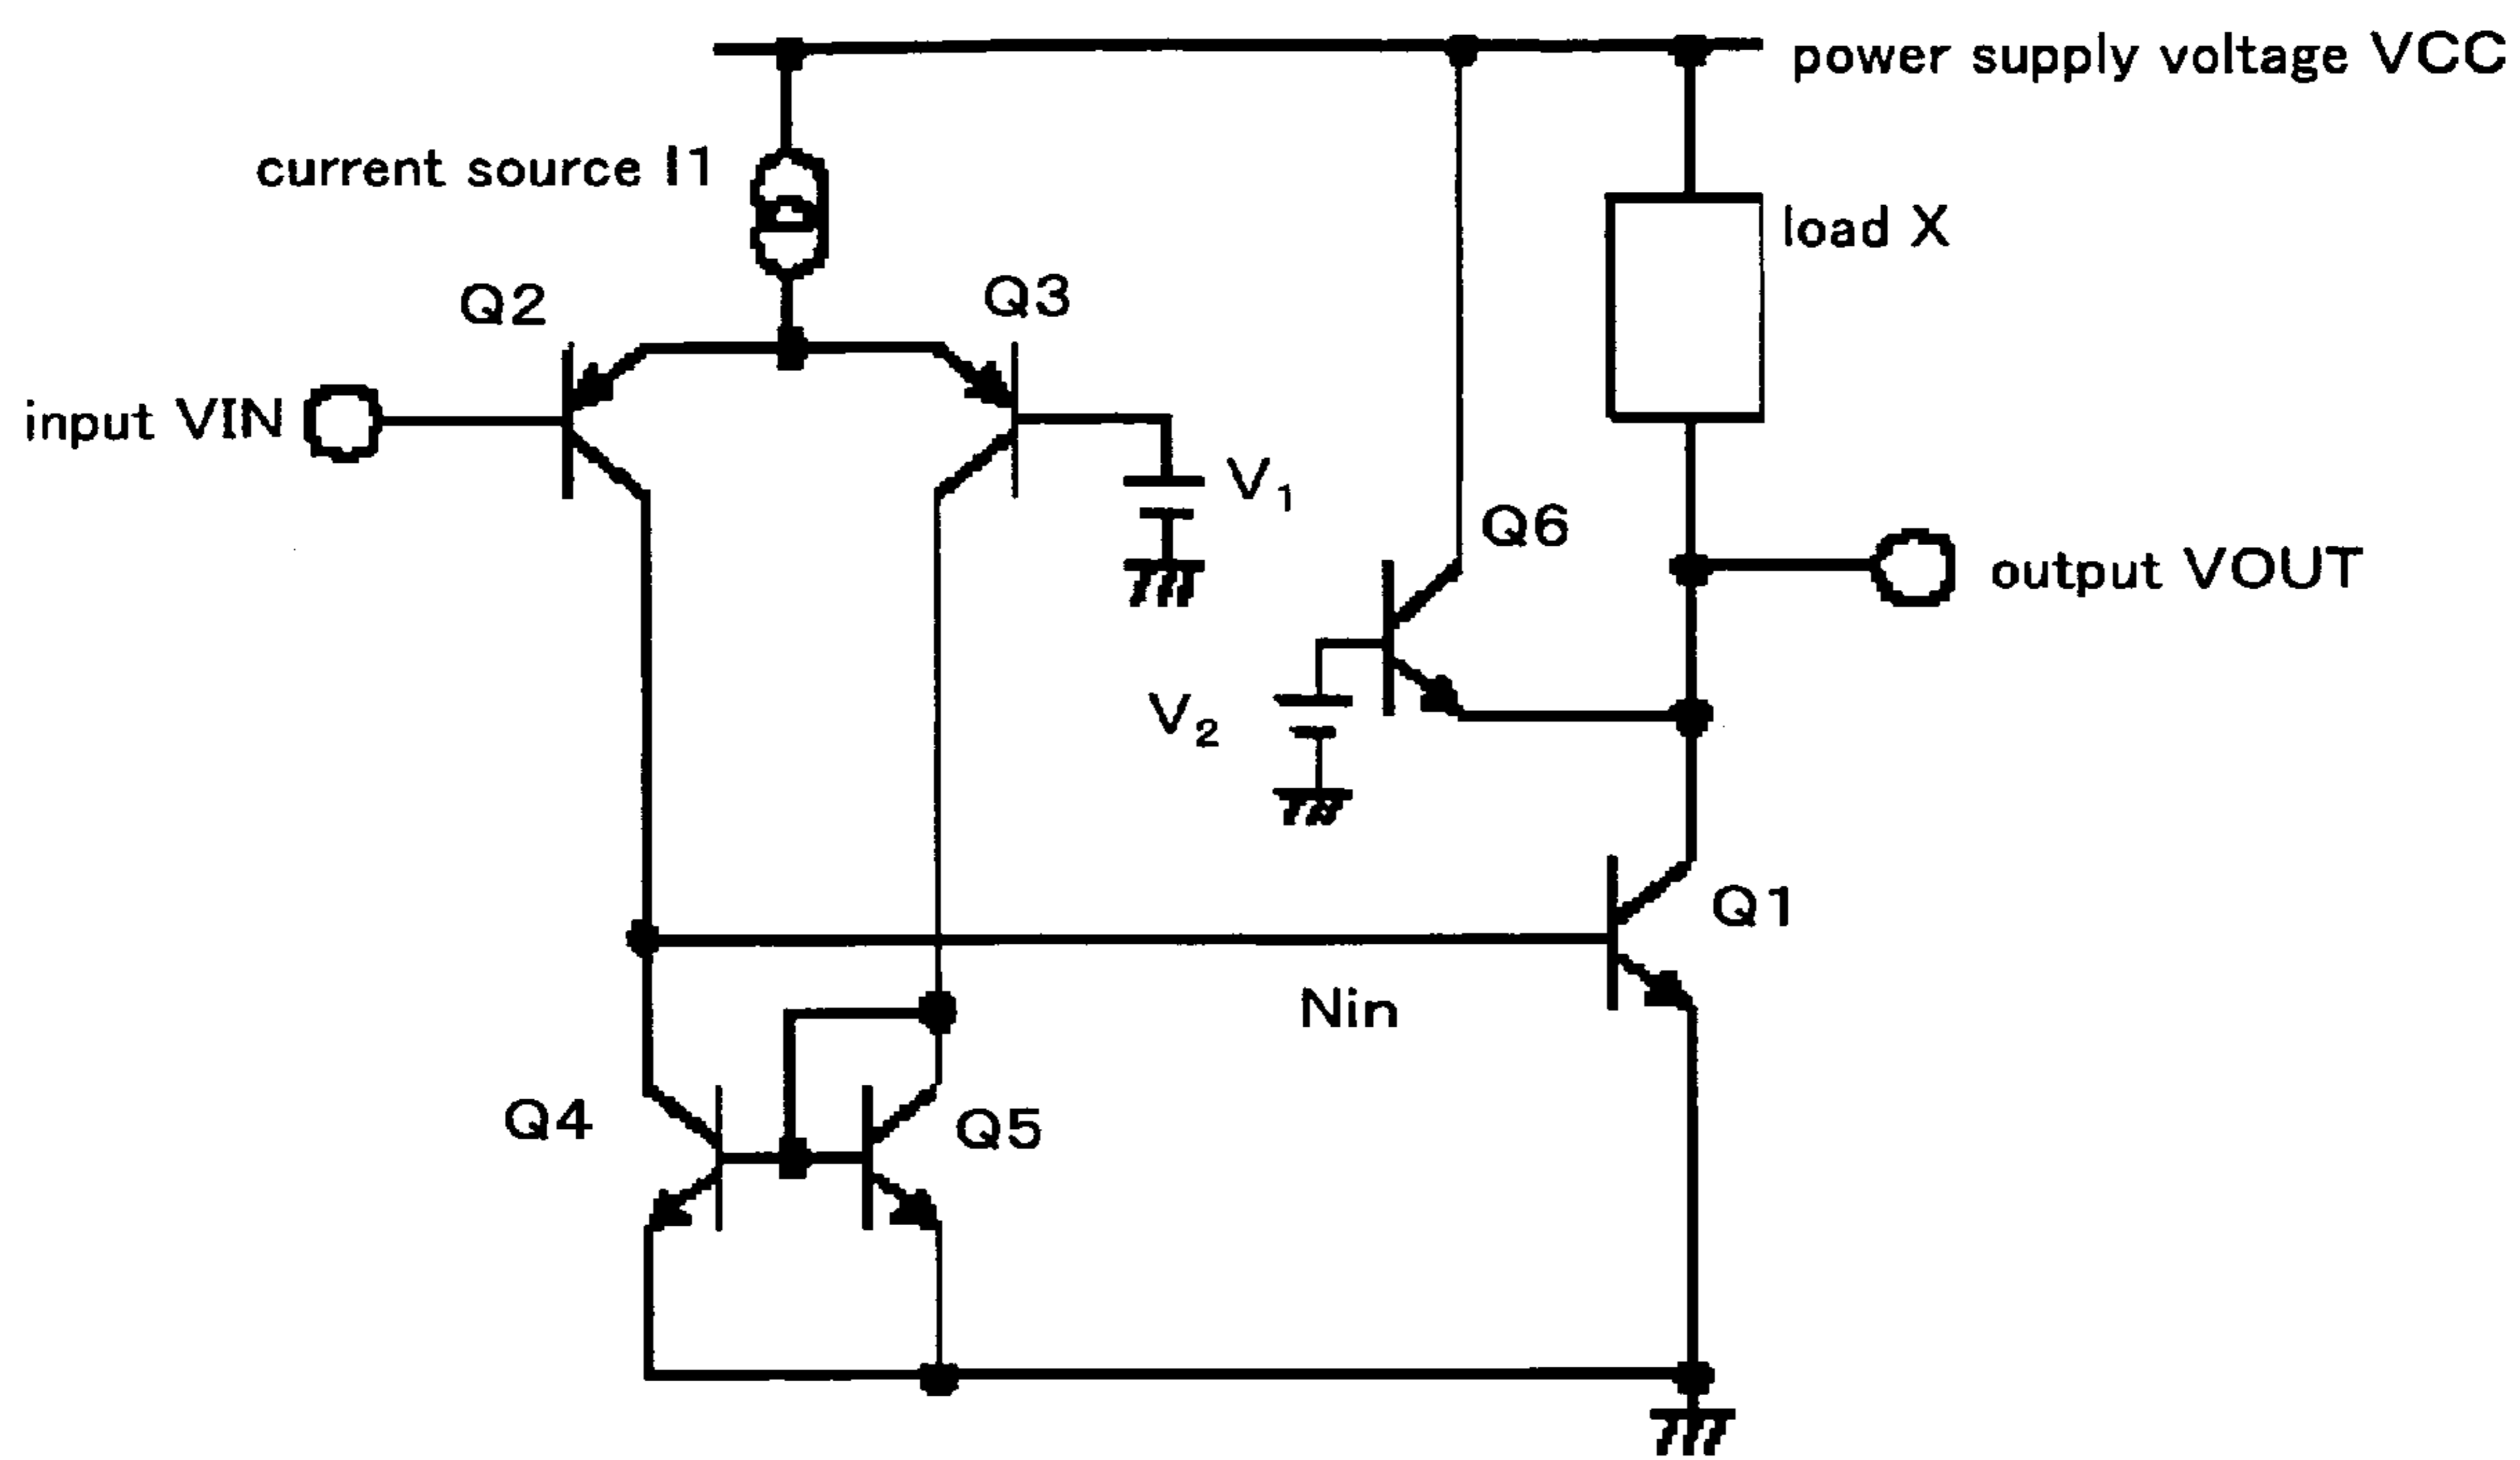 power supply voltage VCC
current source I1
load X
Q2
Q3
input VIN
V1
Q6
output VOUT
V2
Q1
Nin
Q4
Q5